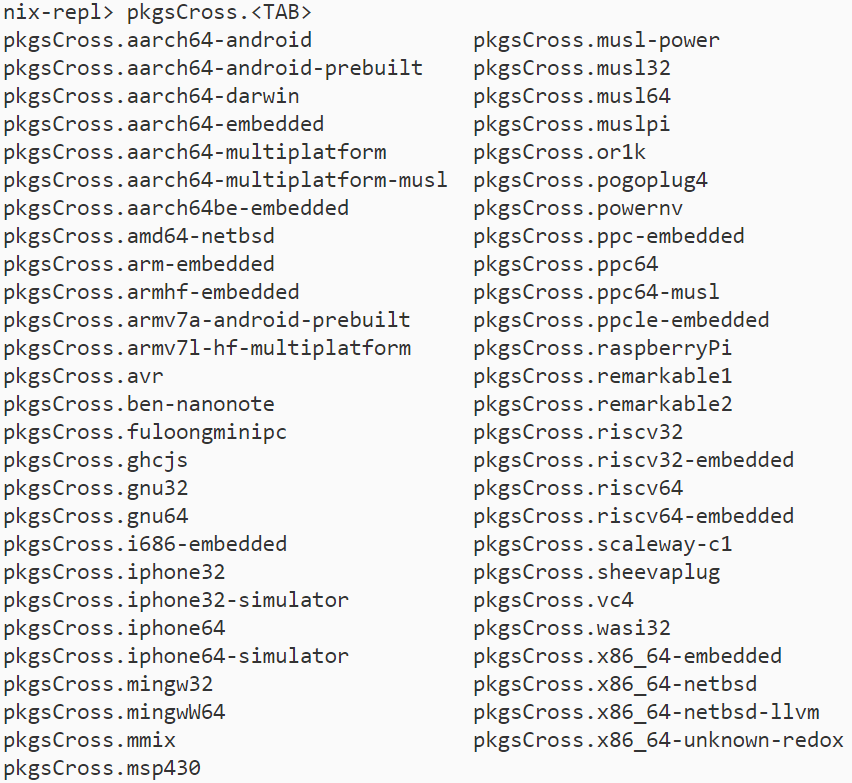 nix-repl> pkgsCross.<TAB>
pkgsCross.aarch64-android pkgsCross.musl-power
pkgsCross.aarch64-android-prebuilt pkgsCross.musl32
pkgsCross.aarch64-darwin pkgsCross.musl64
pkgsCross.aarch64-embedded pkgsCross.muslpi
pkgsCross.aarch64-multiplatform pkgsCross.or1k
pkgsCross.aarch64-multiplatform-musl pkgsCross.pogoplug4
pkgsCross.aarch64be-embedded pkgsCross.powernv
pkgsCross.amd64-netbsd pkgsCross.ppc-embedded
pkgsCross.arm-embedded pkgsCross.ppc64
pkgsCross.armhf-embedded pkgsCross.ppc64-musl
pkgsCross.armv7a-android-prebuilt pkgsCross.ppcle-embedded
pkgsCross.armv7l-hf-multiplatform pkgsCross.raspberryPi
pkgsCross.avr pkgsCross.remarkable1
pkgsCross.ben-nanonote pkgsCross.remarkable2
pkgsCross.fuloongminipc pkgsCross.riscv32
pkgsCross.ghcjs pkgsCross.riscv32-embedded
pkgsCross.gnu32 pkgsCross.riscv64
pkgsCross.gnu64 pkgsCross.riscv64-embedded
pkgsCross.i686-embedded pkgsCross.scaleway-c1
pkgsCross.iphone32 pkgsCross.sheevaplug
pkgsCross.iphone32-simulator pkgsCross.vc4
pkgsCross.iphone64 pkgsCross.wasi32
pkgsCross.iphone64-simulator pkgsCross.x86_64-embedded
pkgsCross.mingw32 pkgsCross.x86_64-netbsd
pkgsCross.mingwW64 pkgsCross.x86_64-netbsd-llvm
pkgsCross.mmix pkgsCross.x86_64-unknown-redox
pkgsCross.msp430